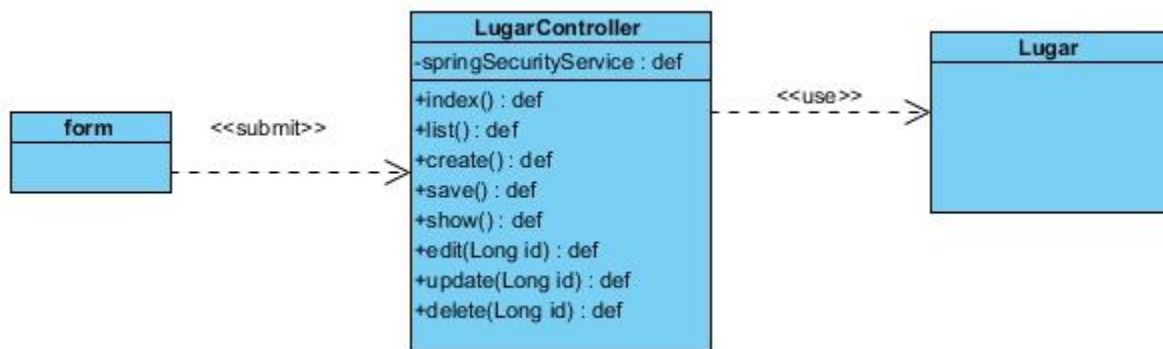 form
<<submit>>
LugarController
-springSecurityService : def
+index() : def
+list() : def
+create() : def
+save() : def
+show() : def
+edit(Long id) : def
+update(Long id) : def
+delete(Long id) : def
<<use>>
Lugar